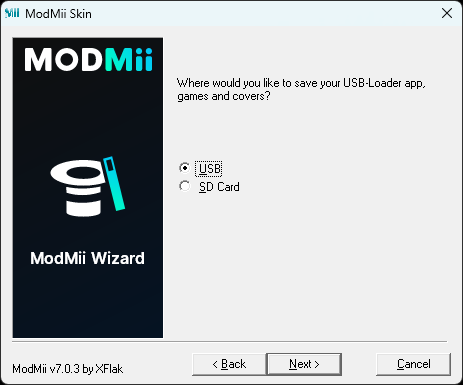 ModMii Skin
MODMii
Where would you like to save your USB-Loader app,
games and covers?
USB
SD Card
ModMii Wizard
ModMii v7.0.3 by XFlak
< Back
Next >
Cancel